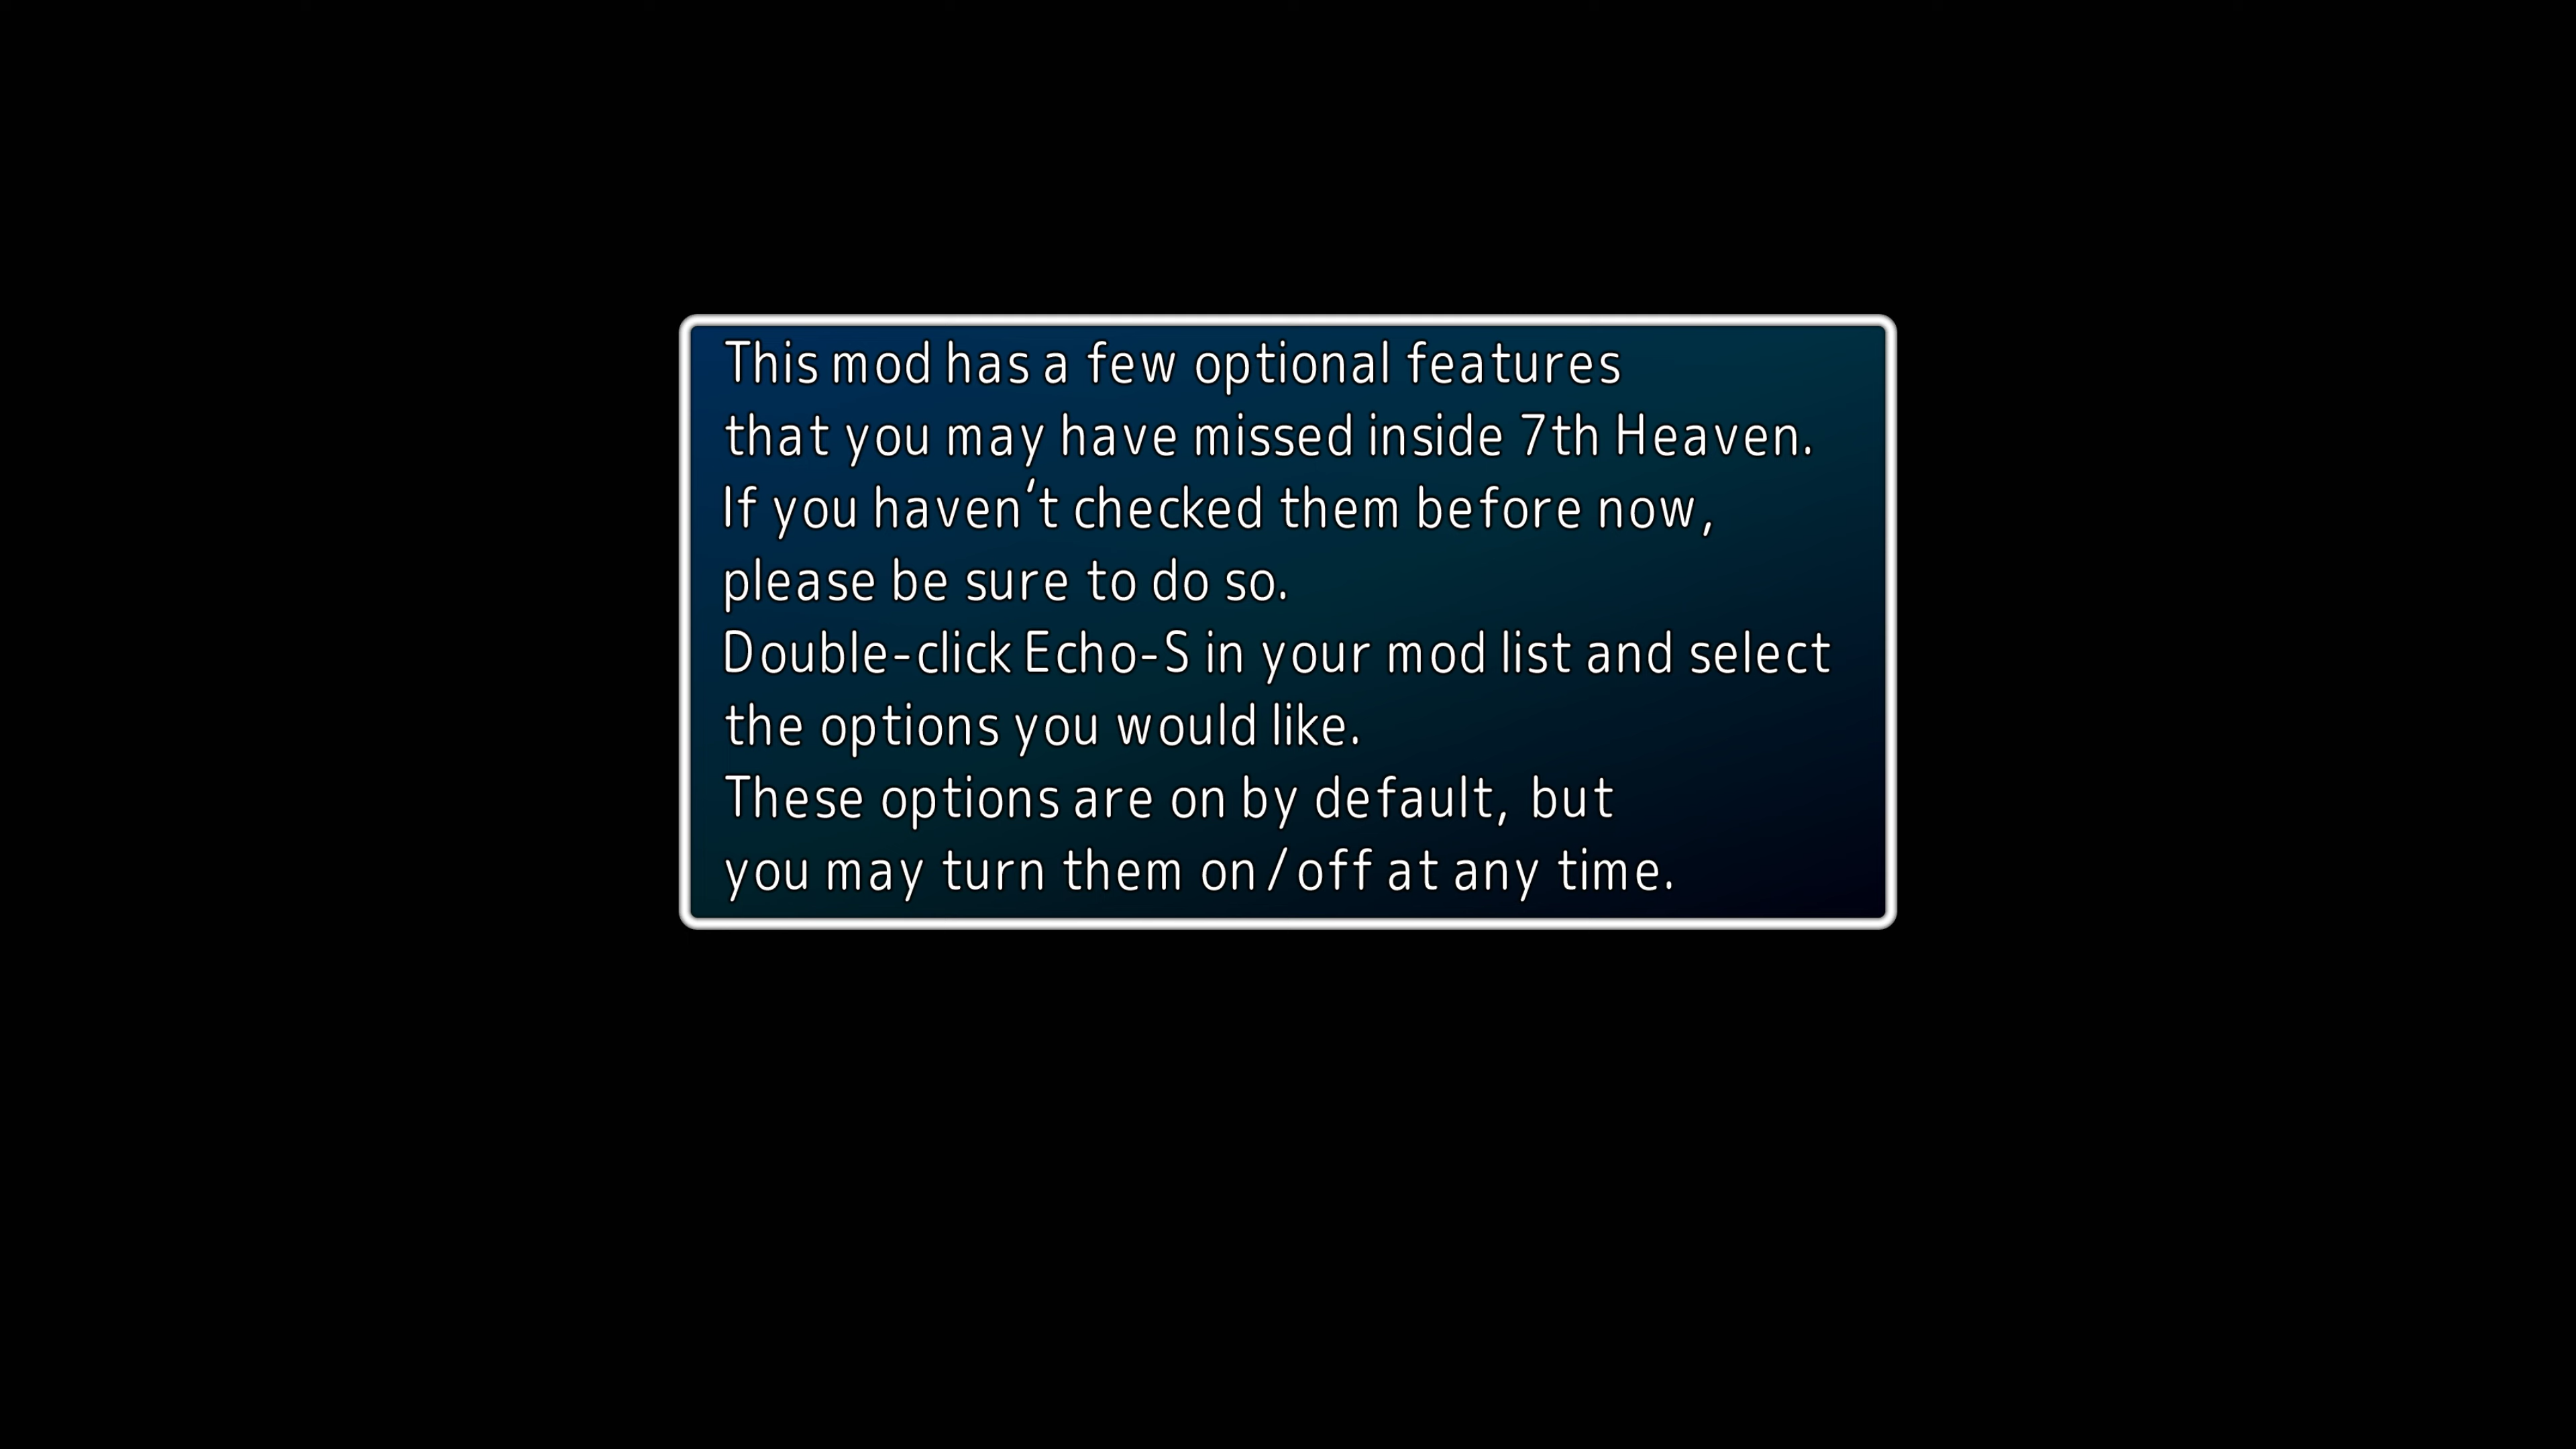 This mod has a few optional features
that you may have missed inside 7th Heaven.
If you haven't checked them before now,
please be sure to do so.
Double-click Echo-S in your mod list and select
the options you would like.
These options are on by default, but
you may turn them on/off at any time.